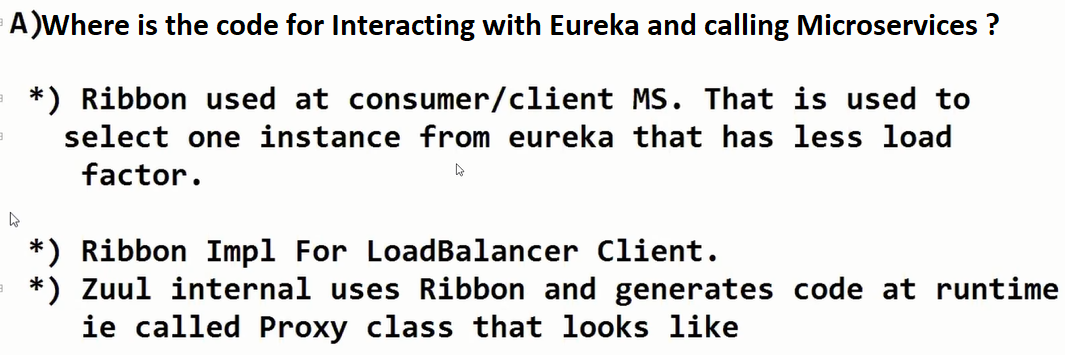 A)Where is the code for Interacting with Eureka and calling Microservices ?
*) Ribbon used at consumer/client MS. That is used to
select one instance from eureka that has less load
factor.
*) Ribbon Impl For LoadBalancer Client.
*) Zuul internal uses Ribbon and generates code at runtime
ie called Proxy class that looks like